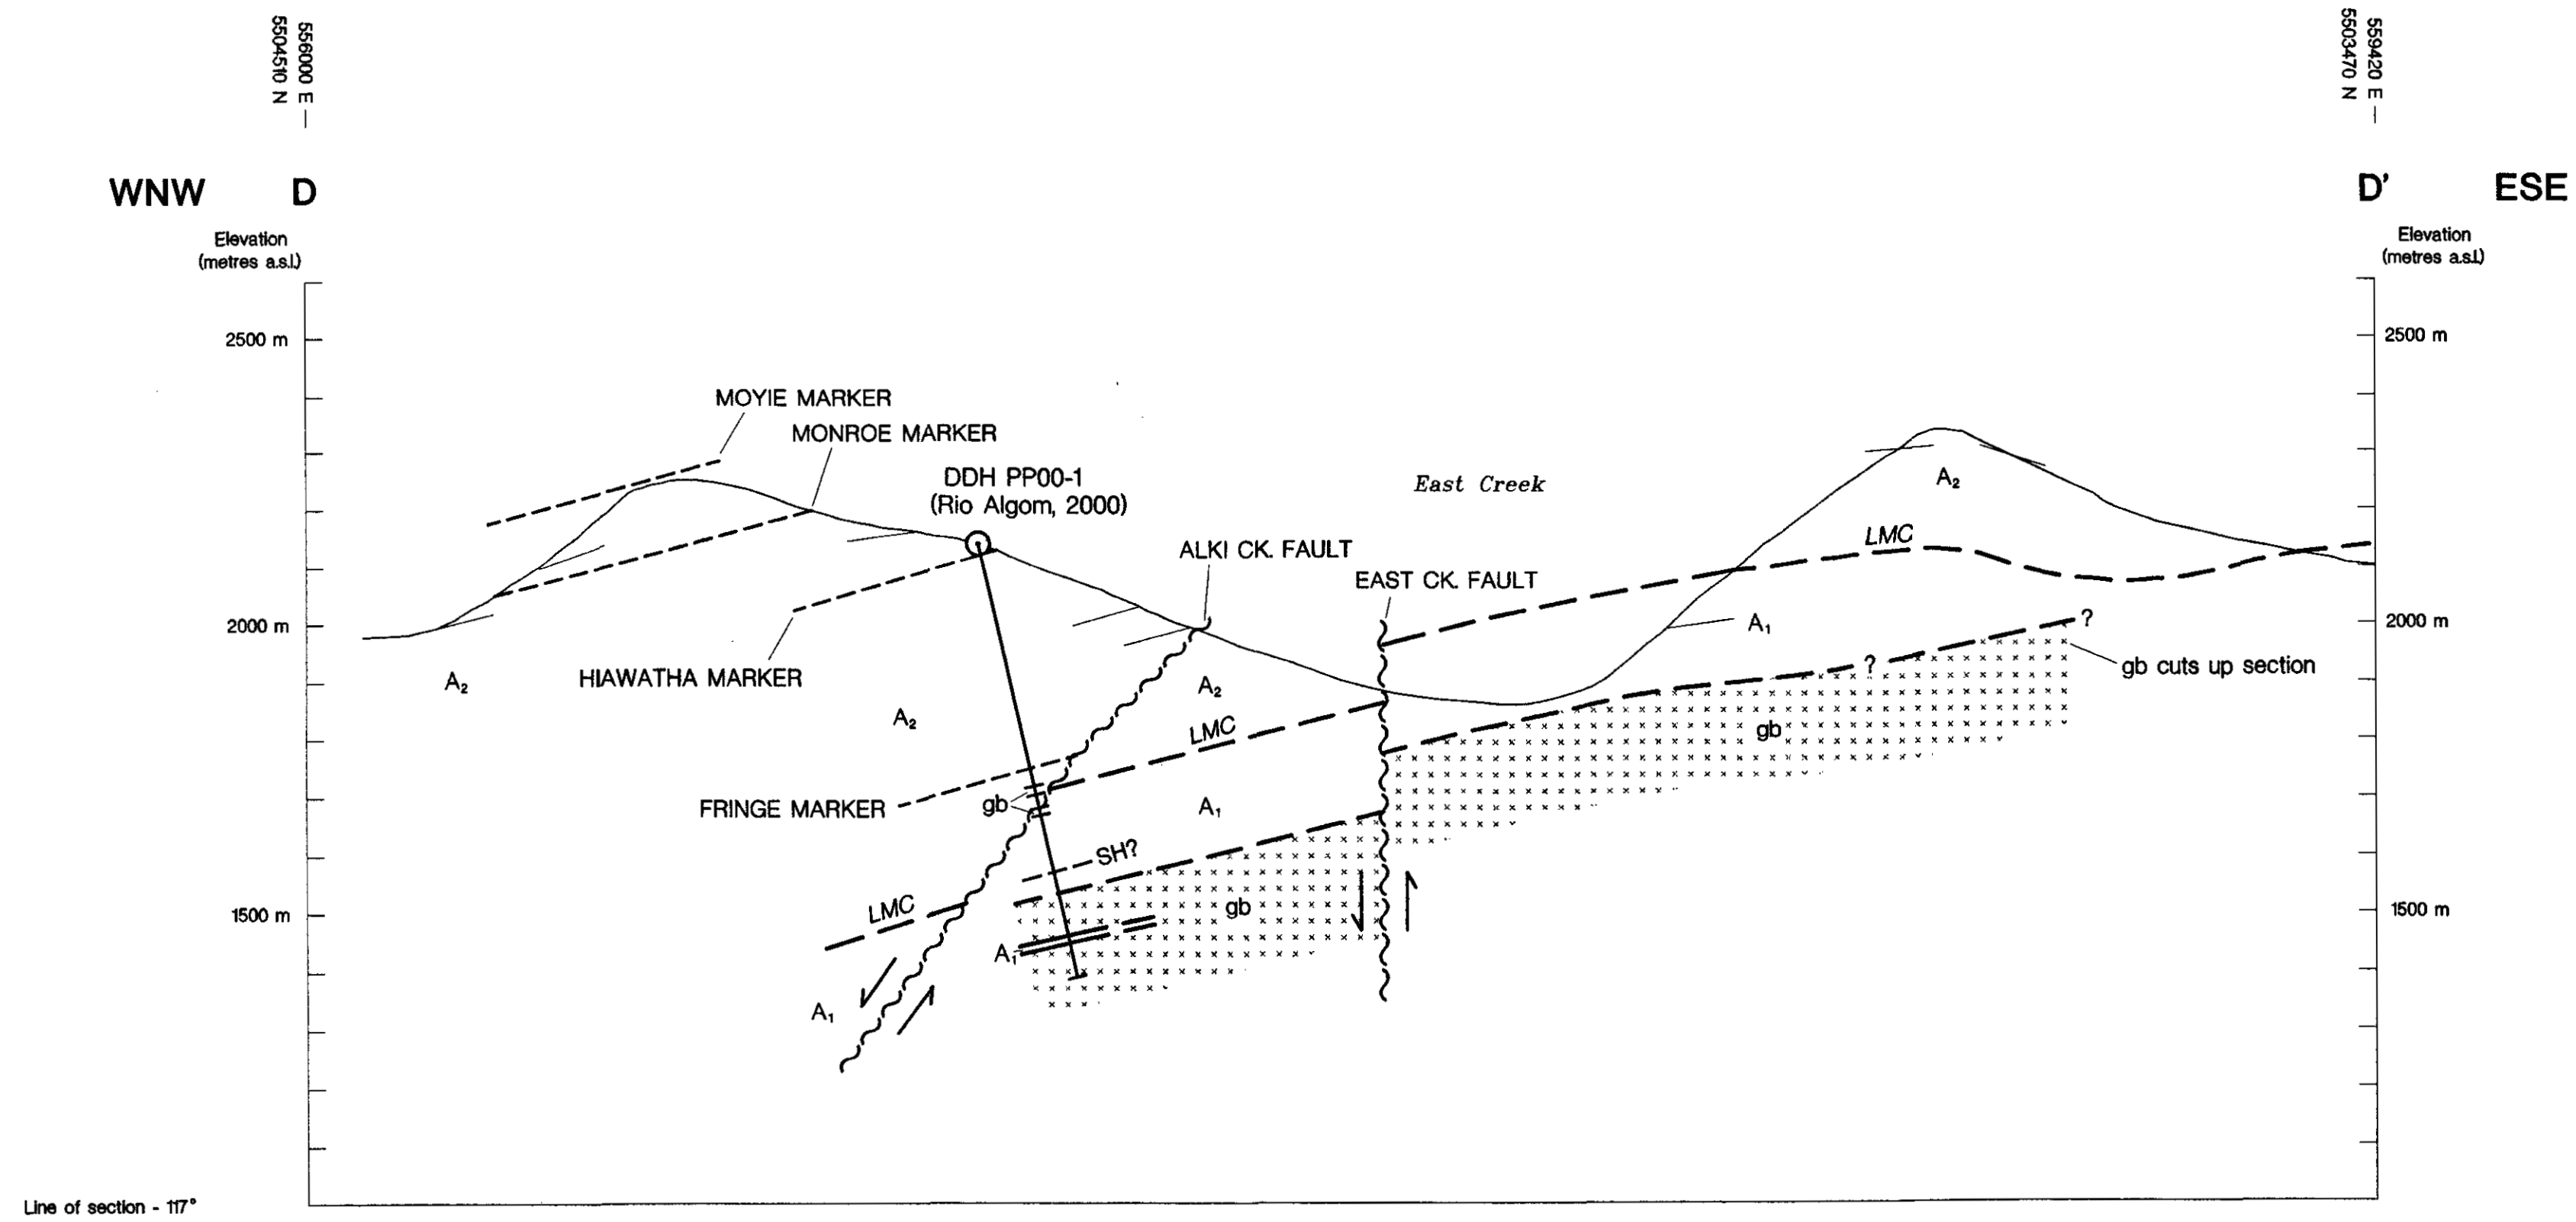 556000 E —
5504510 N
559420 E —
5503470 N
WNW D
D' ESE
Elevation
(metres a.s.l.)
Elevation
(metres a.s.l.)
2500 m
2500 m
MOYIE MARKER
MONROE MARKER
DDH PP00-1
(Rio Algom, 2000)
East Creek
A₂
LMC
ALKI CK. FAULT
EAST CK. FAULT
2000 m
2000 m
A₁
?
?
gb cuts up section
HIAWATHA MARKER
A₂
A₂
A₂
LMC
gb
FRINGE MARKER
gb
A₁
SH?
LMC
gb
1500 m
1500 m
A₁
A₁
Line of section - 117°